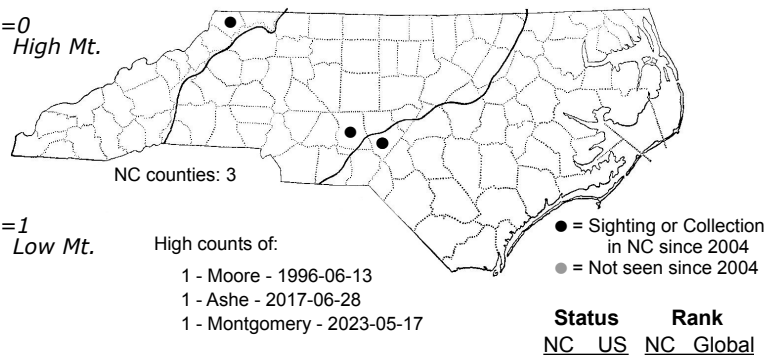 =0
High Mt.
NC counties: 3
=1
Low Mt.
High counts of:
1 - Moore - 1996-06-13
1 - Ashe - 2017-06-28
1 - Montgomery - 2023-05-17
● = Sighting or Collection
in NC since 2004
● = Not seen since 2004
Status Rank
NC US NC Global